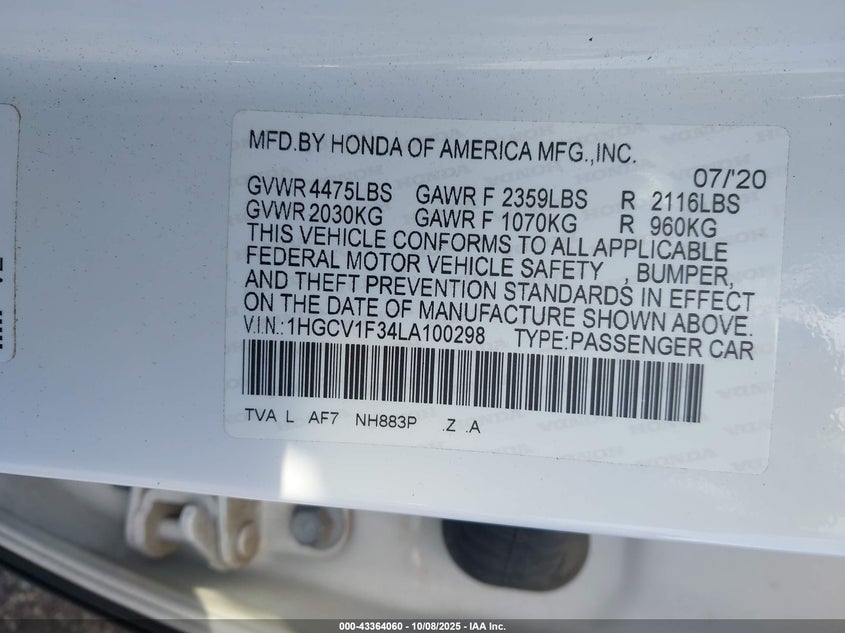 MFD.BY HONDA OF AMERICA MFG.,INC.
07/'20
GVWR 4475LBS GAWR F 2359LBS R 2116LBS
GVWR 2030KG GAWR F 1070KG R 960KG
THIS VEHICLE CONFORMS TO ALL APPLICABLE
FEDERAL MOTOR VEHICLE SAFETY , BUMPER,
AND THEFT PREVENTION STANDARDS IN EFFECT
ON THE DATE OF MANUFACTURE SHOWN ABOVE.
V.I.N.:1HGCV1F34LA100298 TYPE:PASSENGER CAR
TVA L AF7 NH883P .Z .A
000-43364060 | 10/08/2025 | IAA Inc.